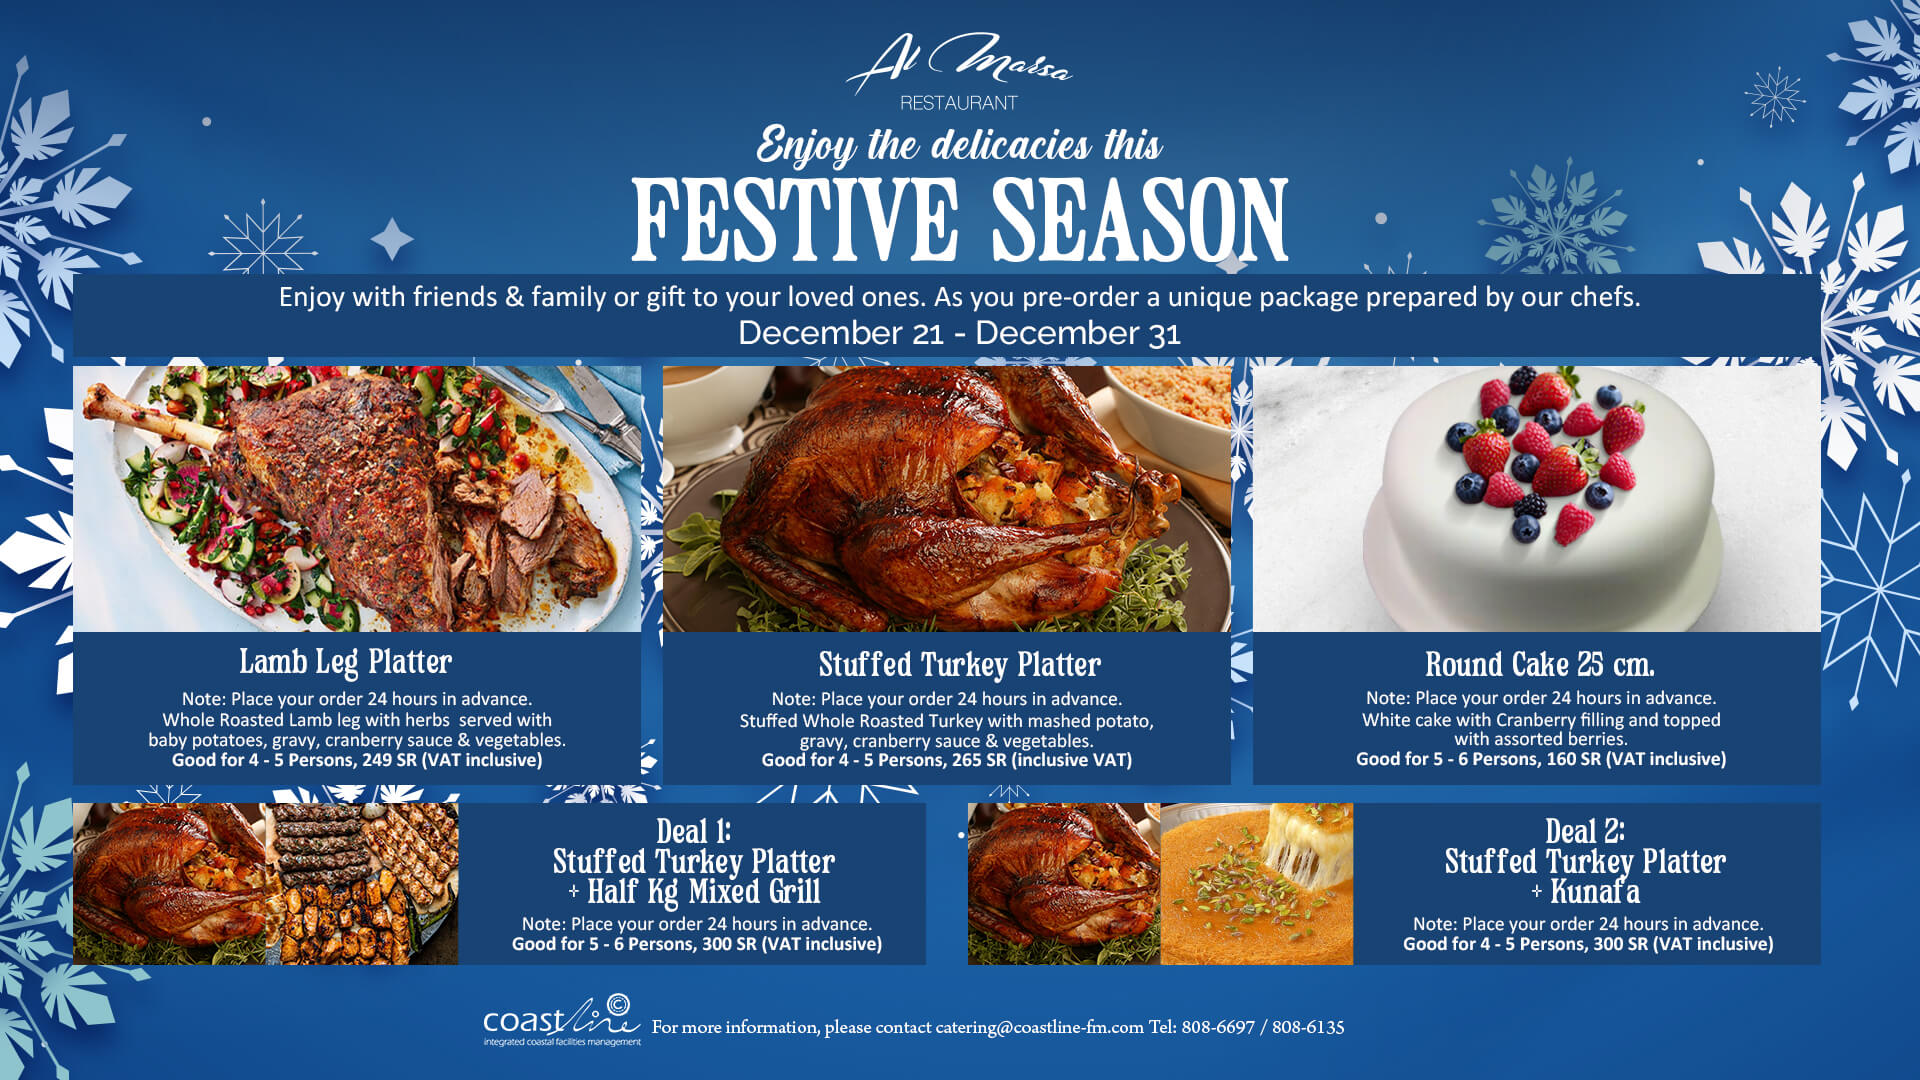 Al Marsa
RESTAURANT
Enjoy the delicacies this
FESTIVE SEASON
Enjoy with friends & family or gift to your loved ones. As you pre-order a unique package prepared by our chefs.
December 21 - December 31
Lamb Leg Platter
Note: Place your order 24 hours in advance.
Whole Roasted Lamb leg with herbs served with
baby potatoes, gravy, cranberry sauce & vegetables.
Good for 4 - 5 Persons, 249 SR (VAT inclusive)
Stuffed Turkey Platter
Note: Place your order 24 hours in advance.
Stuffed Whole Roasted Turkey with mashed potato,
gravy, cranberry sauce & vegetables.
Good for 4 - 5 Persons, 265 SR (inclusive VAT)
Round Cake 25 cm.
Note: Place your order 24 hours in advance.
White cake with Cranberry filling and topped
with assorted berries.
Good for 5 - 6 Persons, 160 SR (VAT inclusive)
Deal 1:
Stuffed Turkey Platter
+ Half Kg Mixed Grill
Note: Place your order 24 hours in advance.
Good for 5 - 6 Persons, 300 SR (VAT inclusive)
Deal 2:
Stuffed Turkey Platter
+ Kunafa
Note: Place your order 24 hours in advance.
Good for 4 - 5 Persons, 300 SR (VAT inclusive)
coastline ©
integrated coastal facilities management
For more information, please contact catering@coastline-fm.com Tel: 808-6697 / 808-6135